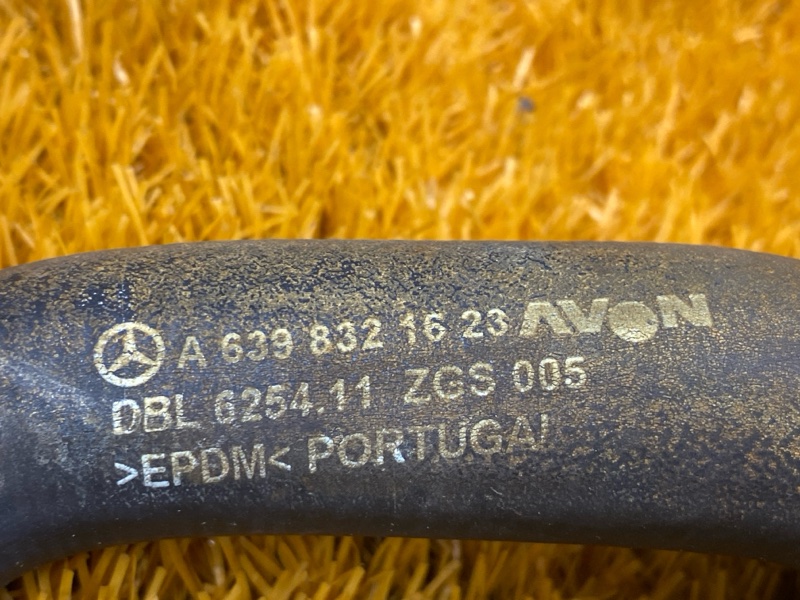 A 639 832 16 23 AVON
DBL 6254.11 ZGS 005
>EPDM< PORTUGAL